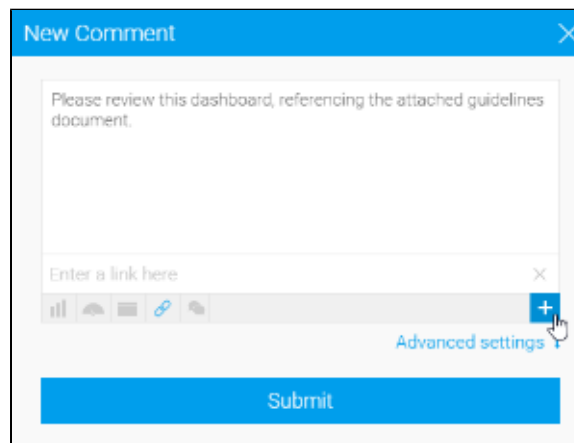 New Comment
Please review this dashboard, referencing the attached guidelines
document.
Enter a link here
Advanced settings
Submit